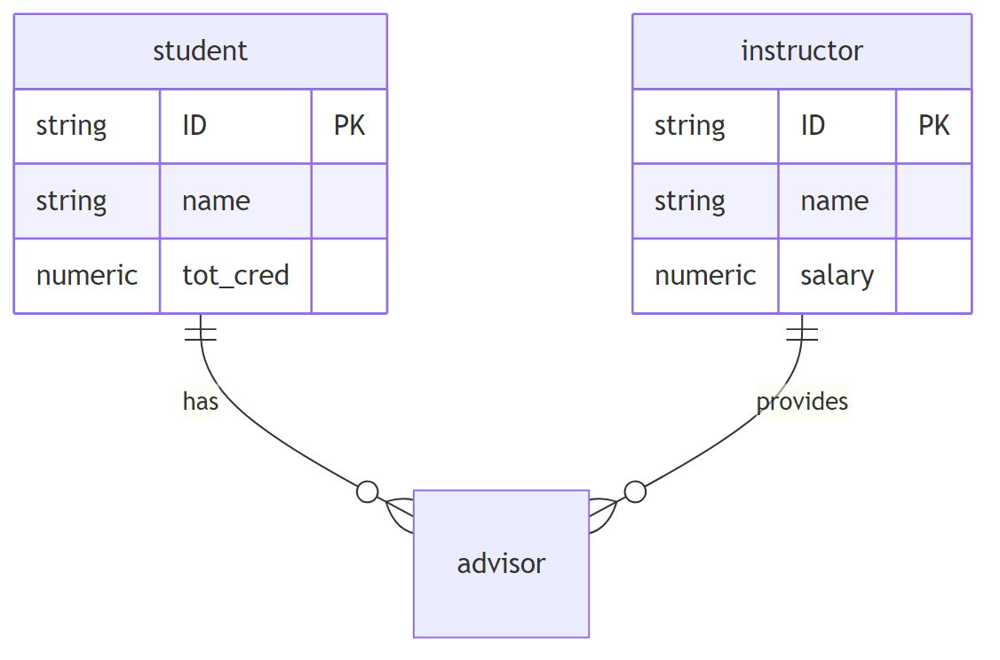 student
string ID PK
string name
numeric tot_cred
instructor
string ID PK
string name
numeric salary
has
provides
advisor